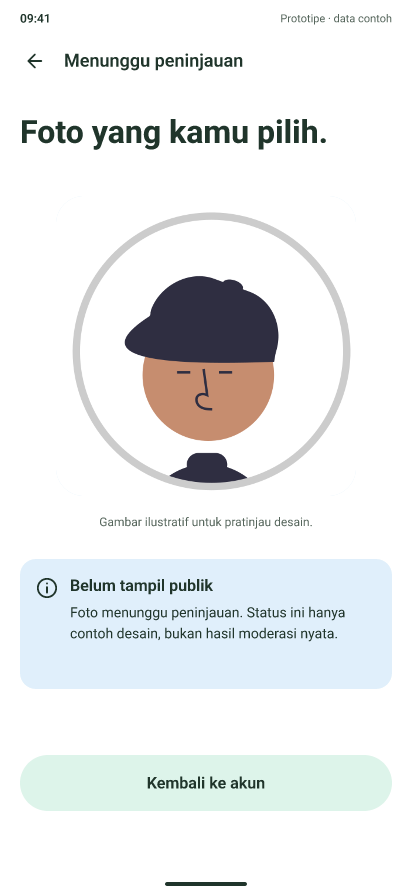 09:41
Prototipe · data contoh
Menunggu peninjauan
Foto yang kamu pilih.
Gambar ilustratif untuk pratinjau desain.
Belum tampil publik
Foto menunggu peninjauan. Status ini hanya
contoh desain, bukan hasil moderasi nyata.
Kembali ke akun